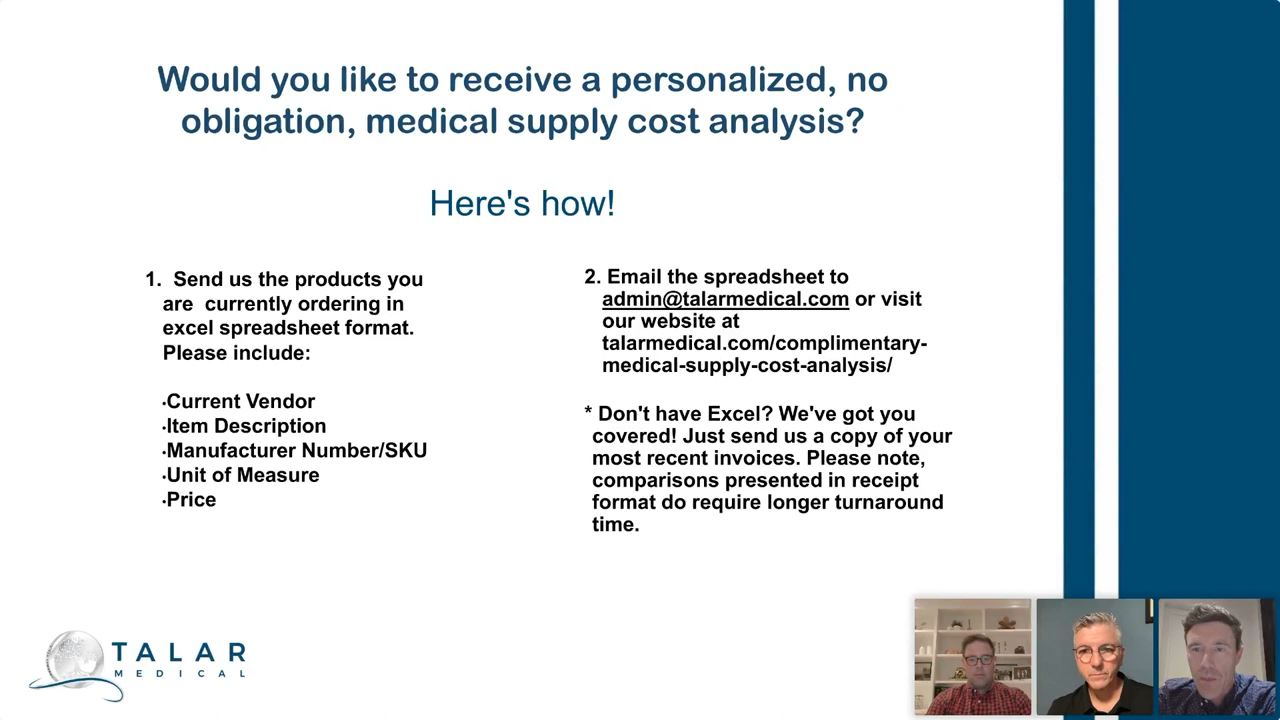 Would you like to receive a personalized, no
obligation, medical supply cost analysis?
Here's how!
1. Send us the products you
are currently ordering in
excel spreadsheet format.
Please include:
·Current Vendor
·Item Description
·Manufacturer Number/SKU
·Unit of Measure
·Price
2. Email the spreadsheet to
admin@talarmedical.com or visit
our website at
talarmedical.com/complimentary-
medical-supply-cost-analysis/
* Don't have Excel? We've got you
covered! Just send us a copy of your
most recent invoices. Please note,
comparisons presented in receipt
format do require longer turnaround
time.
TALAR
MEDICAL